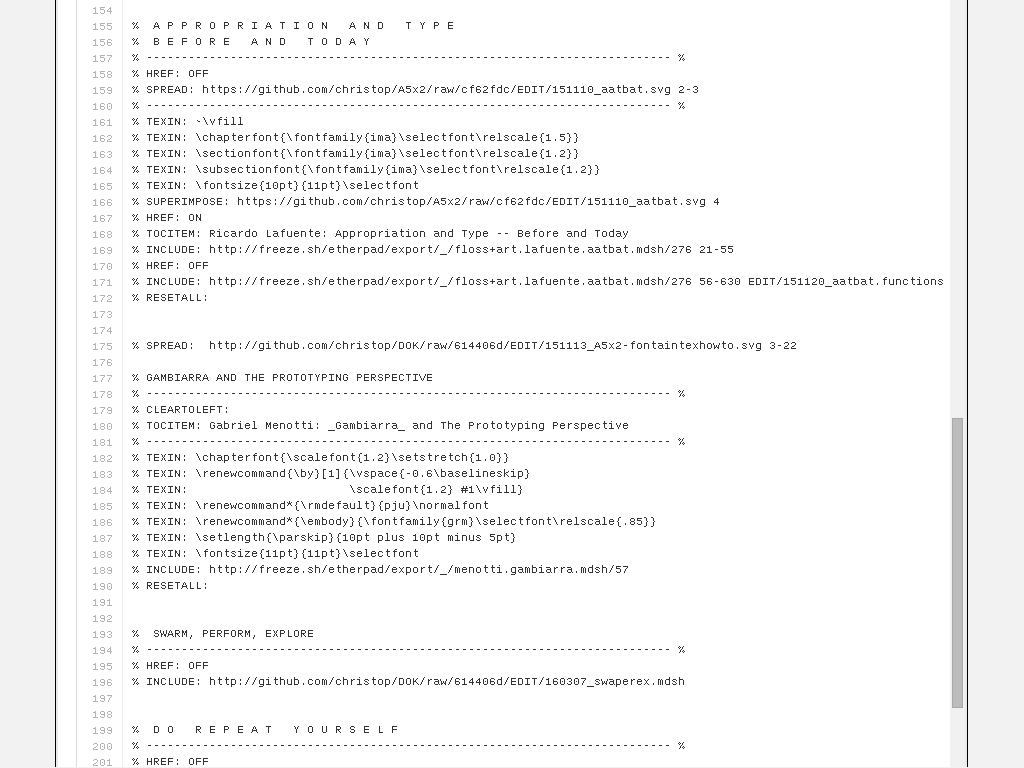 154
155 %  A P P R O P R I A T I O N   A N D   T Y P E
156 %  B E F O R E   A N D   T O D A Y
157 % --------------------------------------------------------------------------- %
158 % HREF: OFF
159 % SPREAD: https://github.com/christop/A5x2/raw/cf62fdc/EDIT/151110_aatbat.svg 2-3
160 % --------------------------------------------------------------------------- %
161 % TEXIN: ~\vfill
162 % TEXIN: \chapterfont{\fontfamily{ima}\selectfont\relscale{1.5}}
163 % TEXIN: \sectionfont{\fontfamily{ima}\selectfont\relscale{1.2}}
164 % TEXIN: \subsectionfont{\fontfamily{ima}\selectfont\relscale{1.2}}
165 % TEXIN: \fontsize{10pt}{11pt}\selectfont
166 % SUPERIMPOSE: https://github.com/christop/A5x2/raw/cf62fdc/EDIT/151110_aatbat.svg 4
167 % HREF: ON
168 % TOCITEM: Ricardo Lafuente: Appropriation and Type -- Before and Today
169 % INCLUDE: http://freeze.sh/etherpad/export/_/floss+art.lafuente.aatbat.mdsh/276 21-55
170 % HREF: OFF
171 % INCLUDE: http://freeze.sh/etherpad/export/_/floss+art.lafuente.aatbat.mdsh/276 56-630 EDIT/151120_aatbat.functions
172 % RESETALL:
173
174
175 % SPREAD:  http://github.com/christop/DOK/raw/614406d/EDIT/151113_A5x2-fontaintexhowto.svg 3-22
176
177 % GAMBIARRA AND THE PROTOTYPING PERSPECTIVE
178 % --------------------------------------------------------------------------- %
179 % CLEARTOLEFT:
180 % TOCITEM: Gabriel Menotti: _Gambiarra_ and The Prototyping Perspective
181 % --------------------------------------------------------------------------- %
182 % TEXIN: \chapterfont{\scalefont{1.2}\setstretch{1.0}}
183 % TEXIN: \renewcommand{\by}[1]{\vspace{-0.6\baselineskip}
184 % TEXIN:                       \scalefont{1.2} #1\vfill}
185 % TEXIN: \renewcommand*{\rmdefault}{pju}\normalfont
186 % TEXIN: \renewcommand*{\embody}{\fontfamily{grm}\selectfont\relscale{.85}}
187 % TEXIN: \setlength{\parskip}{10pt plus 10pt minus 5pt}
188 % TEXIN: \fontsize{11pt}{11pt}\selectfont
189 % INCLUDE: http://freeze.sh/etherpad/export/_/menotti.gambiarra.mdsh/57
190 % RESETALL:
191
192
193 %  SWARM, PERFORM, EXPLORE
194 % --------------------------------------------------------------------------- %
195 % HREF: OFF
196 % INCLUDE: http://github.com/christop/DOK/raw/614406d/EDIT/160307_swaperex.mdsh
197
198
199 %  D O   R E P E A T   Y O U R S E L F
200 % --------------------------------------------------------------------------- %
201 % HREF: OFF